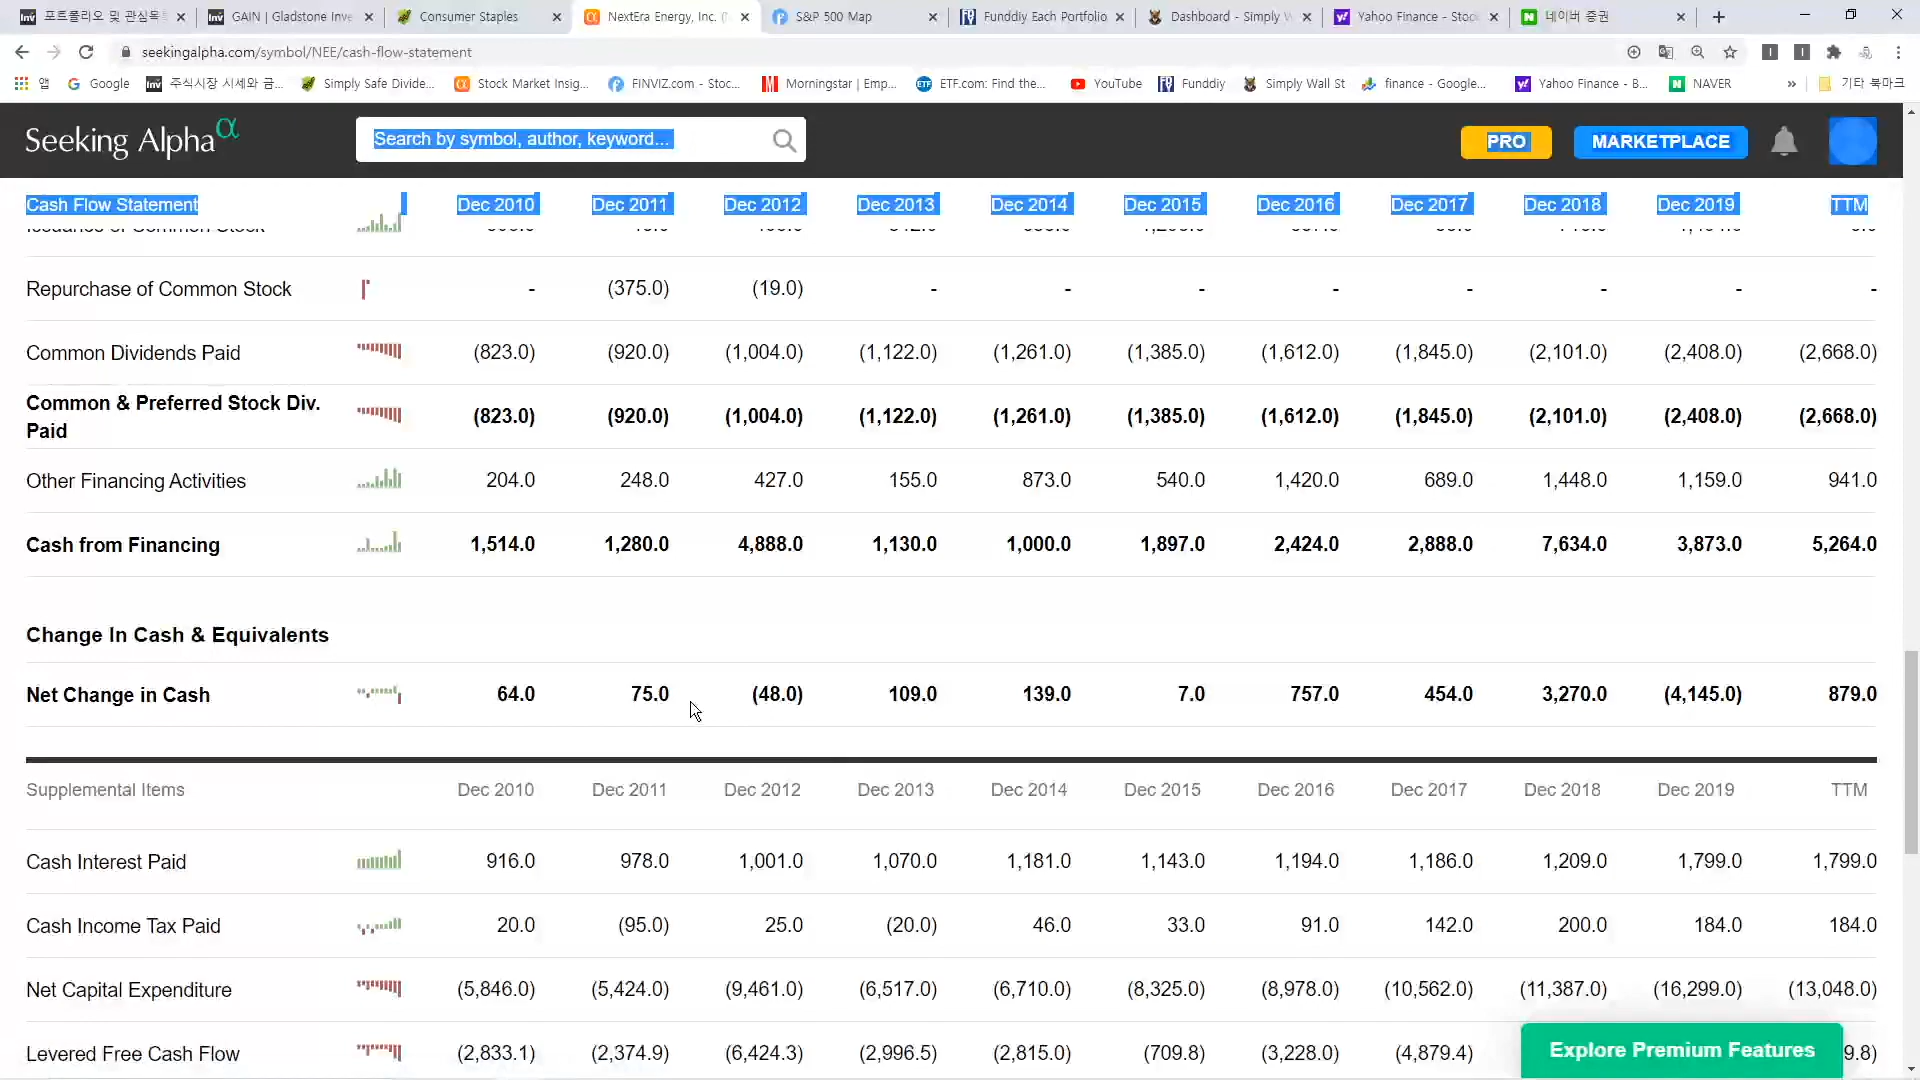 포트폴리오 및 관심목
GAIN | Gladstone Inve
Consumer Staples
NextEra Energy, Inc. (
S&P 500 Map
Funddiy Each Portfolio
Dashboard - Simply W
Yahoo Finance - Stoc
네이버 증권
seekingalpha.com/symbol/NEE/cash-flow-statement
앱
Google
주식시장 시세와 금...
Simply Safe Divide...
Stock Market Insig...
FINVIZ.com - Stoc...
Morningstar | Emp...
ETF.com: Find the...
YouTube
Funddiy
Simply Wall St
finance - Google...
Yahoo Finance - B...
NAVER
»
기타 북마크
Seeking Alpha α
Search by symbol, author, keyword...
PRO
MARKETPLACE
Cash Flow Statement Dec 2010 Dec 2011 Dec 2012 Dec 2013 Dec 2014 Dec 2015 Dec 2016 Dec 2017 Dec 2018 Dec 2019 TTM
Issuance of Common Stock
Repurchase of Common Stock - (375.0) (19.0) - - - - - - - -
Common Dividends Paid (823.0) (920.0) (1,004.0) (1,122.0) (1,261.0) (1,385.0) (1,612.0) (1,845.0) (2,101.0) (2,408.0) (2,668.0)
Common & Preferred Stock Div.
Paid (823.0) (920.0) (1,004.0) (1,122.0) (1,261.0) (1,385.0) (1,612.0) (1,845.0) (2,101.0) (2,408.0) (2,668.0)
Other Financing Activities 204.0 248.0 427.0 155.0 873.0 540.0 1,420.0 689.0 1,448.0 1,159.0 941.0
Cash from Financing 1,514.0 1,280.0 4,888.0 1,130.0 1,000.0 1,897.0 2,424.0 2,888.0 7,634.0 3,873.0 5,264.0
Change In Cash & Equivalents
Net Change in Cash 64.0 75.0 (48.0) 109.0 139.0 7.0 757.0 454.0 3,270.0 (4,145.0) 879.0
Supplemental Items Dec 2010 Dec 2011 Dec 2012 Dec 2013 Dec 2014 Dec 2015 Dec 2016 Dec 2017 Dec 2018 Dec 2019 TTM
Cash Interest Paid 916.0 978.0 1,001.0 1,070.0 1,181.0 1,143.0 1,194.0 1,186.0 1,209.0 1,799.0 1,799.0
Cash Income Tax Paid 20.0 (95.0) 25.0 (20.0) 46.0 33.0 91.0 142.0 200.0 184.0 184.0
Net Capital Expenditure (5,846.0) (5,424.0) (9,461.0) (6,517.0) (6,710.0) (8,325.0) (8,978.0) (10,562.0) (11,387.0) (16,299.0) (13,048.0)
Levered Free Cash Flow (2,833.1) (2,374.9) (6,424.3) (2,996.5) (2,815.0) (709.8) (3,228.0) (4,879.4) 9.8)
Explore Premium Features